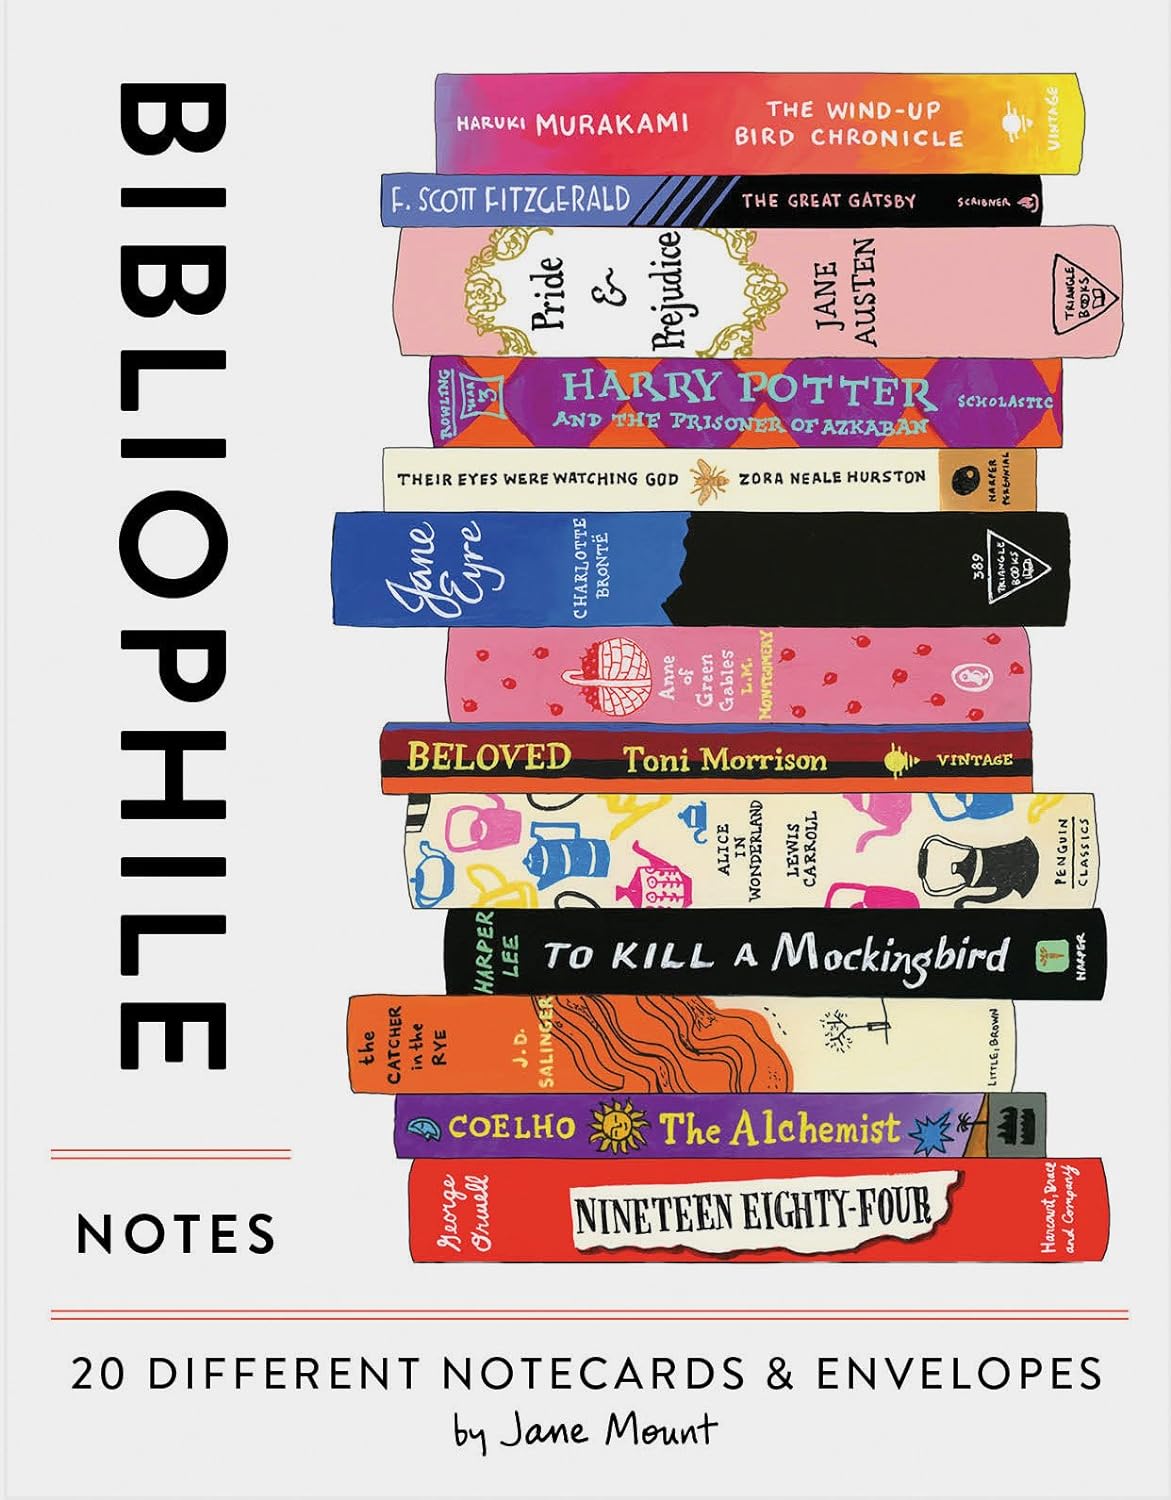 BIBLIOPHILE
HARUKI MURAKAMI
THE WIND-UP
BIRD CHRONICLE
VINTAGE
F. SCOTT FITZGERALD
THE GREAT GATSBY
SCRIBNER
Pride
&
Prejudice
JANE
AUSTEN
TRIANGLE
BOOKS
ROWLING
YEAR
3
HARRY POTTER
AND THE PRISONER OF AZKABAN
SCHOLASTIC
THEIR EYES WERE WATCHING GOD
ZORA NEALE HURSTON
HARPER
PERENNIAL
Jane
Eyre
CHARLOTTE
BRONTË
389
TRIANGLE
BOOKS
Anne
of
Green
Gables
L.M.
MONTGOMERY
BELOVED
Toni Morrison
VINTAGE
ALICE
IN
WONDERLAND
LEWIS
CARROLL
PENGUIN
CLASSICS
HARPER
LEE
TO KILL A Mockingbird
HARPER
the
CATCHER
in the
RYE
J.D.
SALINGER
LITTLE, BROWN
COELHO
The Alchemist
George
Orwell
NINETEEN EIGHTY-FOUR
Harcourt, Brace
and Company
NOTES
20 DIFFERENT NOTECARDS & ENVELOPES
by Jane Mount